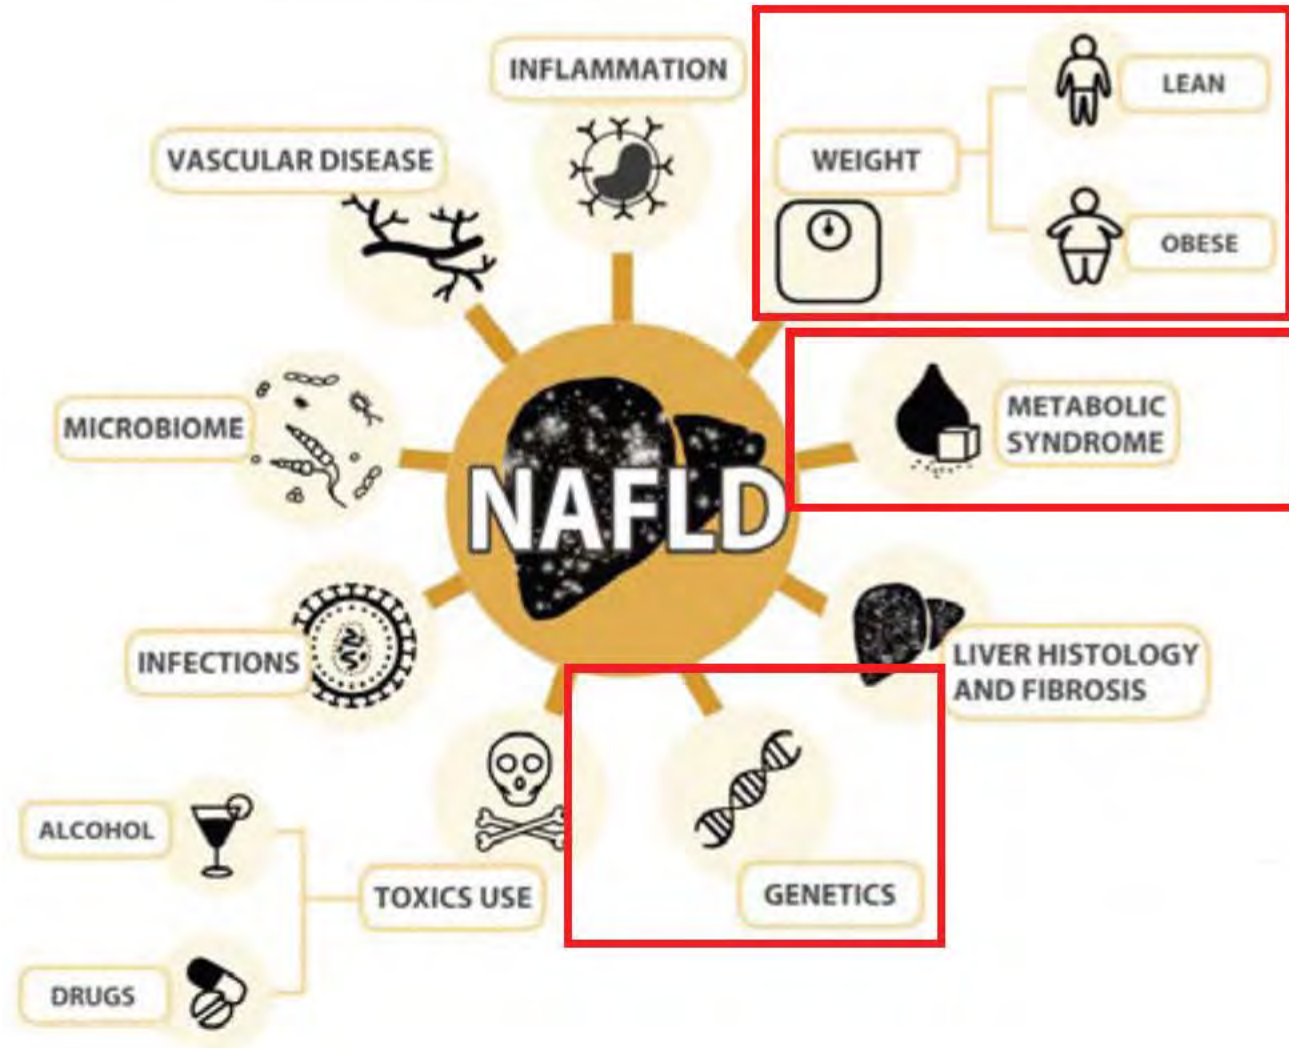 INFLAMMATION
VASCULAR DISEASE
WEIGHT
LEAN
OBESE
MICROBIOME
NAFLD
METABOLIC
SYNDROME
INFECTIONS
LIVER HISTOLOGY
AND FIBROSIS
ALCOHOL
TOXICS USE
GENETICS
DRUGS